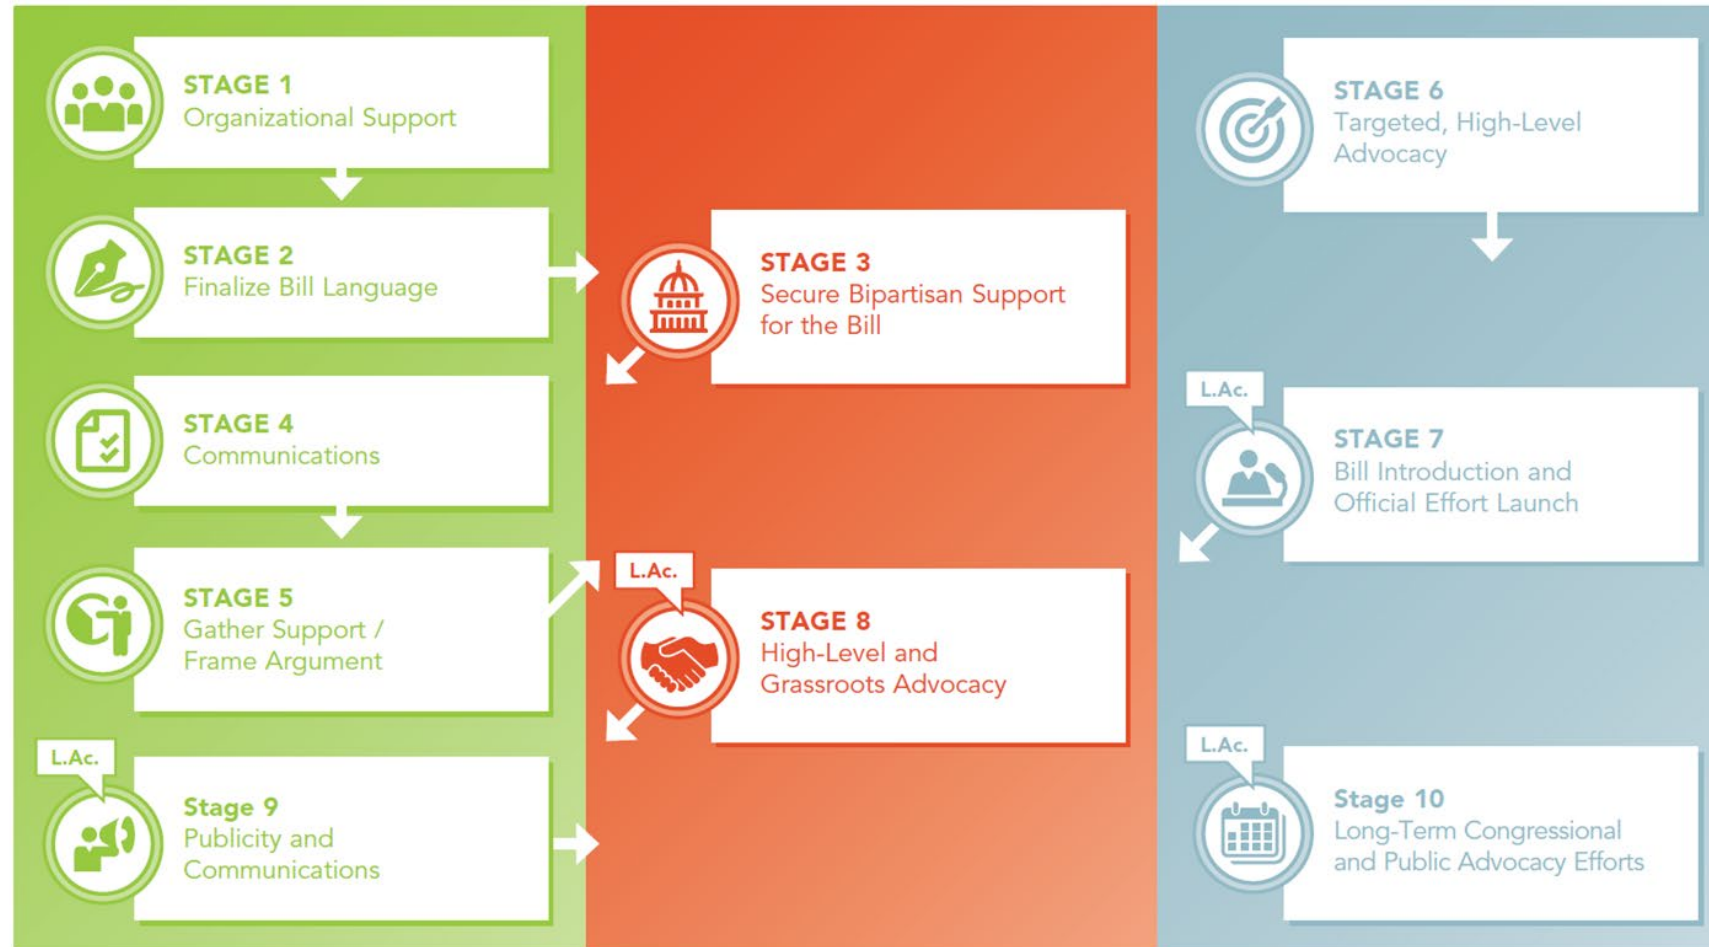 STAGE 1
Organizational Support
STAGE 2
Finalize Bill Language
STAGE 3
Secure Bipartisan Support
for the Bill
STAGE 4
Communications
STAGE 5
Gather Support /
Frame Argument
STAGE 6
Targeted, High-Level
Advocacy
L.Ac.
STAGE 7
Bill Introduction and
Official Effort Launch
L.Ac.
STAGE 8
High-Level and
Grassroots Advocacy
L.Ac.
Stage 9
Publicity and
Communications
L.Ac.
Stage 10
Long-Term Congressional
and Public Advocacy Efforts